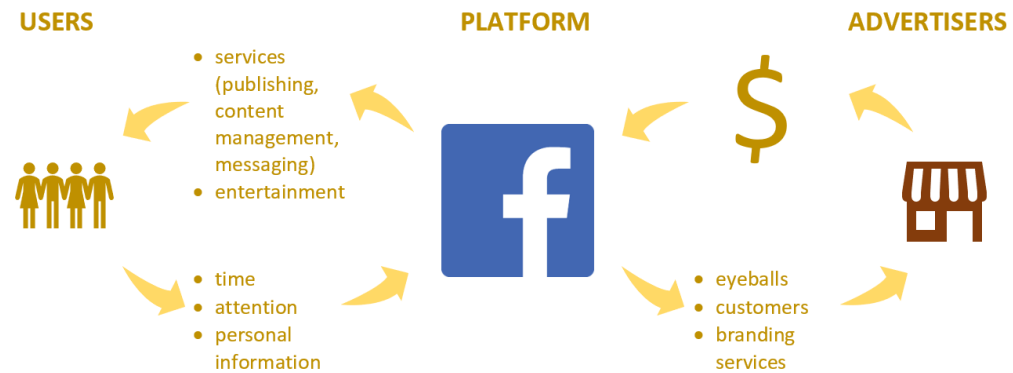 USERS
PLATFORM
ADVERTISERS
• services
(publishing,
content
management,
messaging)
• entertainment
$
f
• time
• attention
• personal
information
• eyeballs
• customers
• branding
services